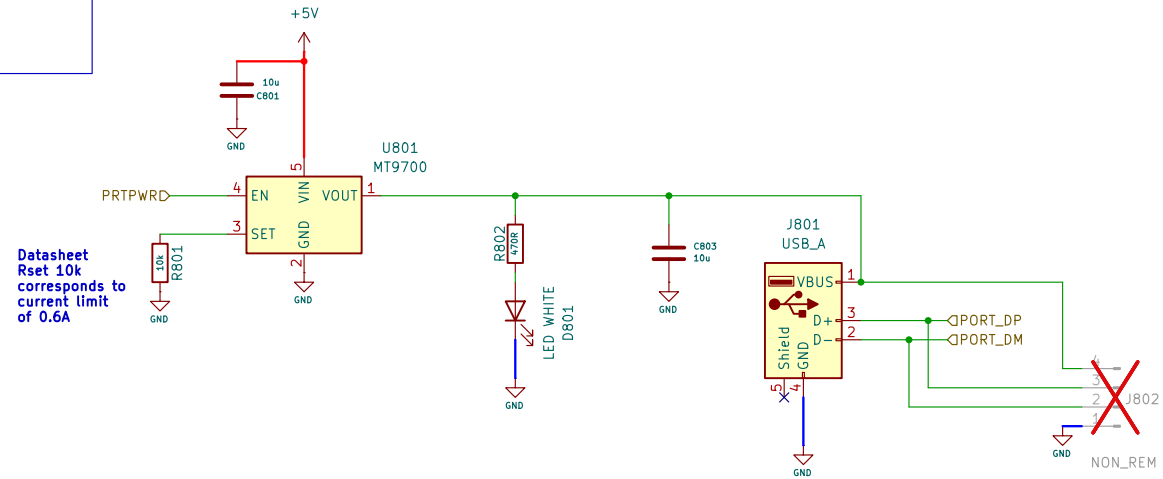 +5V
10u
C801
GND
U801
MT9700
5
PRTPWR
4
EN
VIN
VOUT
1
3
SET
GND
2
GND
R801
10k
GND
Datasheet
Rset 10k
corresponds to
current limit
of 0.6A
R802
470R
LED WHITE
D801
GND
C803
10u
GND
J801
USB_A
VBUS
1
D+
3
D-
2
Shield
GND
5
4
GND
PORT_DP
PORT_DM
4
3
2
1
J802
GND
NON_REM